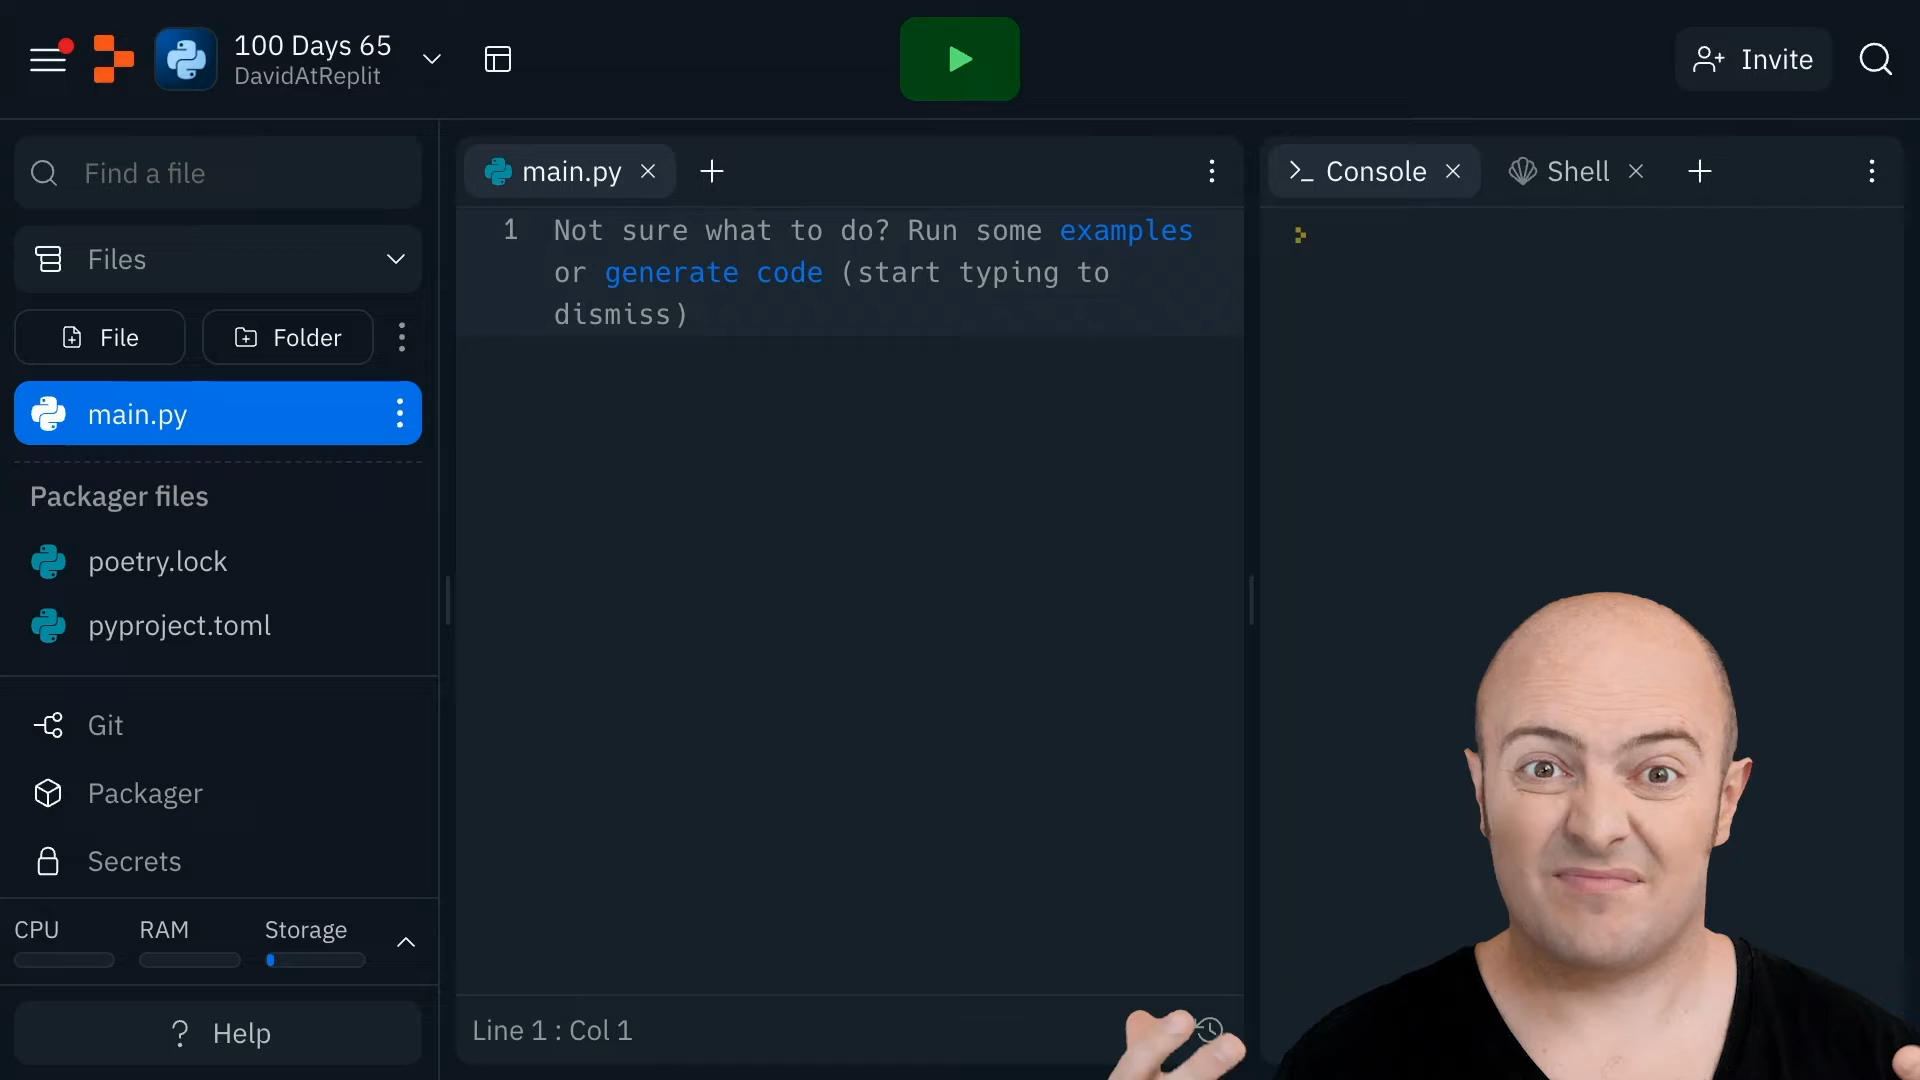 100 Days 65
DavidAtReplit
Invite
Find a file
Files
File
Folder
main.py
Packager files
poetry.lock
pyproject.toml
Git
Packager
Secrets
CPU
RAM
Storage
? Help
main.py
1 Not sure what to do? Run some examples
or generate code (start typing to
dismiss)
Line 1 : Col 1
Console
Shell